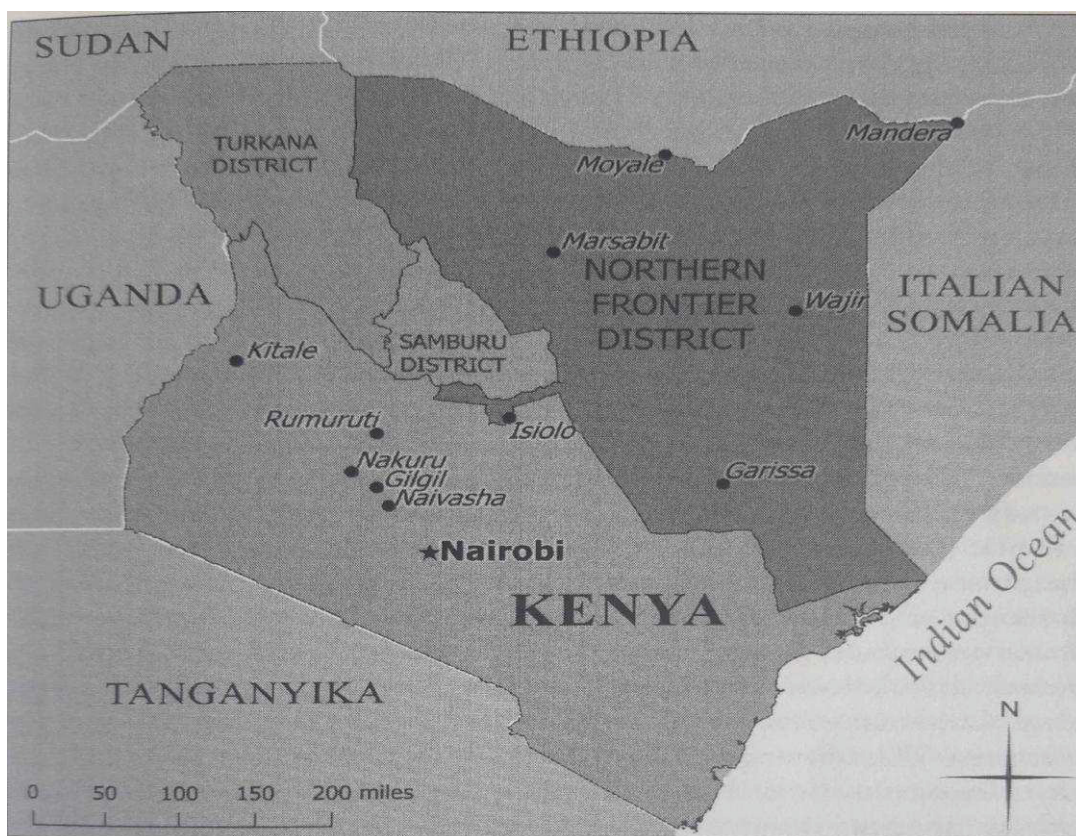 SUDAN
ETHIOPIA
TURKANA
DISTRICT
Mandera
Moyale
Marsabit
NORTHERN
FRONTIER
DISTRICT
UGANDA
Wajir
ITALIAN
SOMALIA
SAMBURU
DISTRICT
Kitale
Rumuruti
Isiolo
Nakuru
Gilgil
Naivasha
Garissa
Nairobi
KENYA
Indian Ocean
TANGANYIKA
N
0 50 100 150 200 miles